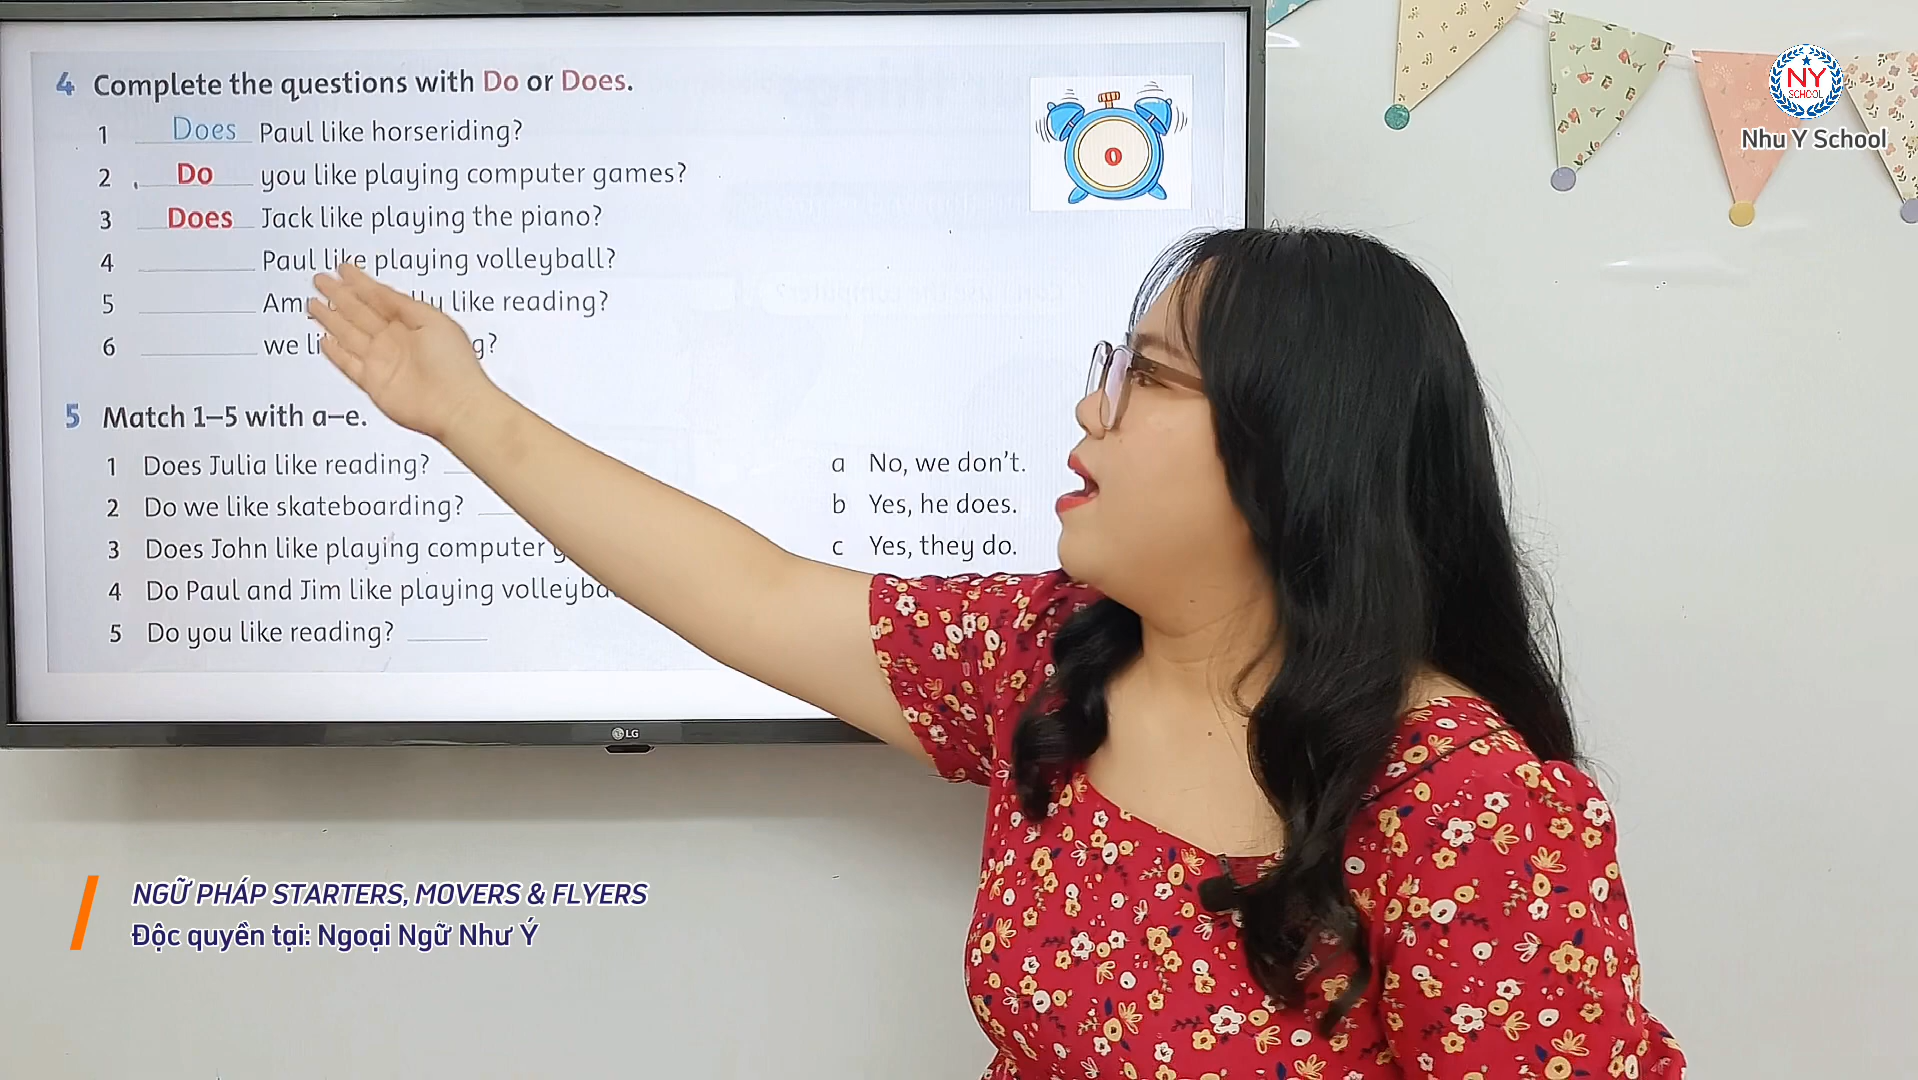 4 Complete the questions with Do or Does.
1 Does Paul like horseriding?
2 Do you like playing computer games?
3 Does Jack like playing the piano?
4 Paul like playing volleyball?
5 like reading?
6 we
5 Match 1–5 with a–e.
1 Does Julia like reading?
2 Do we like skateboarding?
3 Does John like playing computer
4 Do Paul and Jim like playing
5 Do you like reading?
a No, we don't.
b Yes, he does.
c Yes, they do.
0
LG
NY
SCHOOL
Nhu Y School
NGỮ PHÁP STARTERS, MOVERS & FLYERS
Độc quyền tại: Ngoại Ngữ Như Ý